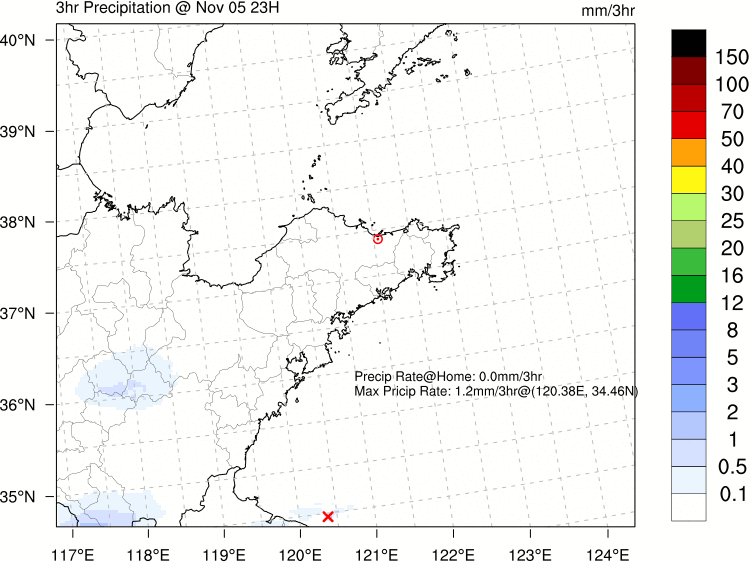 3hr Precipitation @ Nov 05 23H
mm/3hr
40°N
39°N
38°N
37°N
36°N
35°N
Precip Rate@Home: 0.0mm/3hr
Max Pricip Rate: 1.2mm/3hr@(120.38E, 34.46N)
117°E 118°E 119°E 120°E 121°E 122°E 123°E 124°E
150
100
70
50
40
30
25
20
16
12
8
5
3
2
1
0.5
0.1